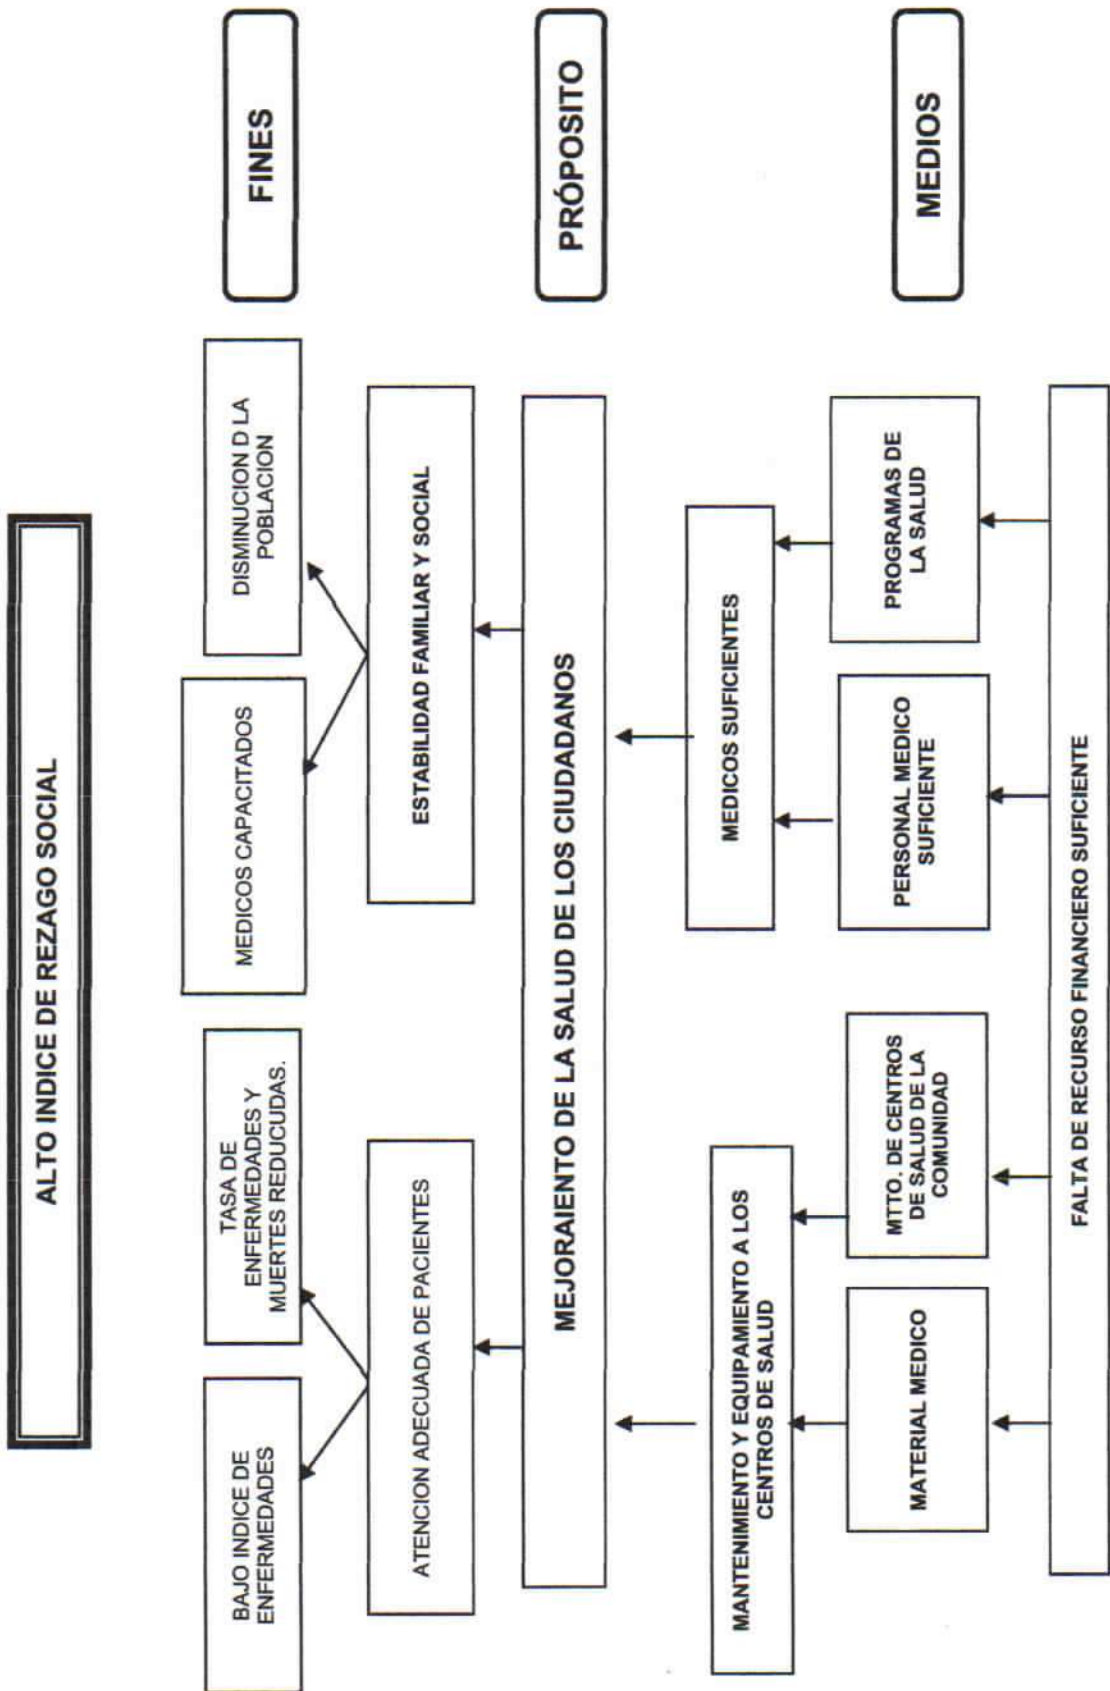 ALTO INDICE DE REZAGO SOCIAL
BAJO INDICE DE
ENFERMEDADES
TASA DE
ENFERMEDADES Y
MUERTES REDUCUDAS.
MEDICOS CAPACITADOS
DISMINUCION D LA
POBLACION
FINES
ATENCION ADECUADA DE PACIENTES
ESTABILIDAD FAMILIAR Y SOCIAL
MEJORAIENTO DE LA SALUD DE LOS CIUDADANOS
PRÓPOSITO
MANTENIMIENTO Y EQUIPAMIENTO A LOS
CENTROS DE SALUD
MEDICOS SUFICIENTES
MATERIAL MEDICO
MTTO. DE CENTROS
DE SALUD DE LA
COMUNIDAD
PERSONAL MEDICO
SUFICIENTE
PROGRAMAS DE
LA SALUD
MEDIOS
FALTA DE RECURSO FINANCIERO SUFICIENTE